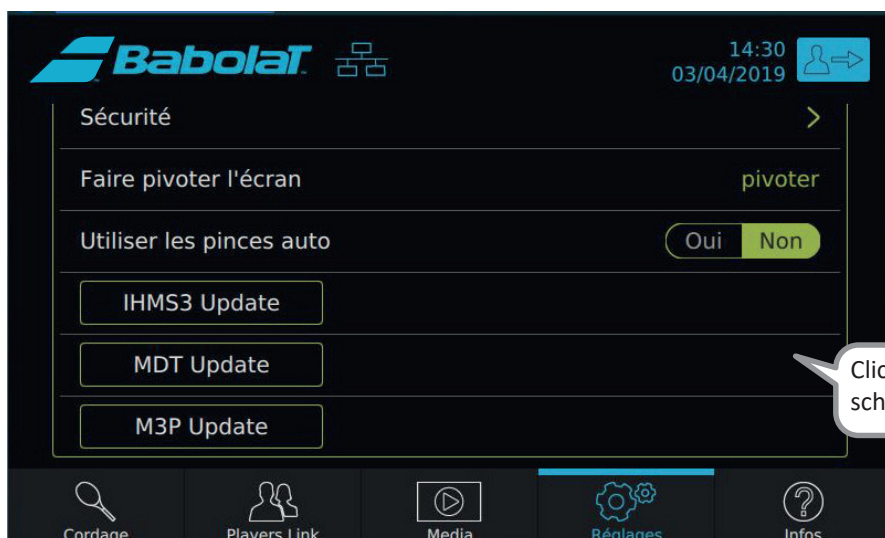 BabolaT
14:30
03/04/2019
Sécurité
Faire pivoter l'écran pivoter
Utiliser les pinces auto Oui Non
IHMS3 Update
MDT Update
M3P Update
Cordage Players Link Media Réglages Infos